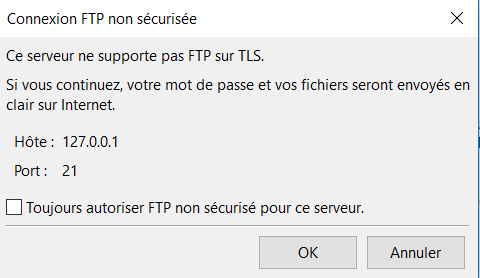 Connexion FTP non sécurisée
Ce serveur ne supporte pas FTP sur TLS.
Si vous continuez, votre mot de passe et vos fichiers seront envoyés en
clair sur Internet.
Hôte : 127.0.0.1
Port : 21
Toujours autoriser FTP non sécurisé pour ce serveur.
OK Annuler